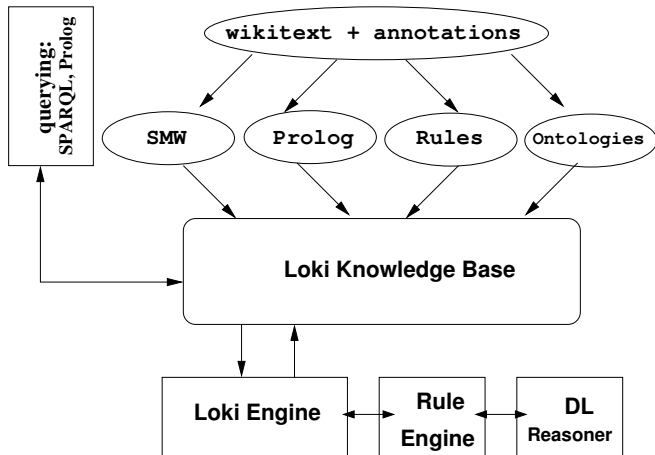 querying:
SPARQL, Prolog
wikitext + annotations
SMW
Prolog
Rules
Ontologies
Loki Knowledge Base
Loki Engine
Rule
Engine
DL
Reasoner